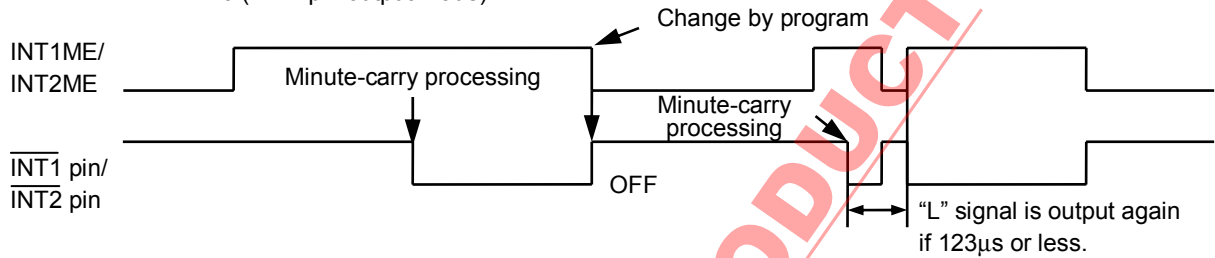 Change by program
INT1ME/
INT2ME
Minute-carry processing
Minute-carry
processing
INT1 pin/
INT2 pin
OFF
“L” signal is output again
if 123μs or less.
ODUCT